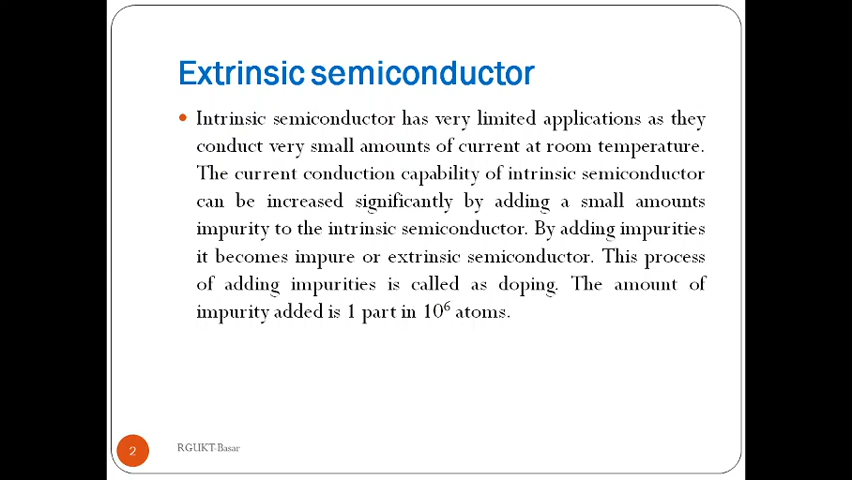 Extrinsic semiconductor
• Intrinsic semiconductor has very limited applications as they
conduct very small amounts of current at room temperature.
The current conduction capability of intrinsic semiconductor
can be increased significantly by adding a small amounts
impurity to the intrinsic semiconductor. By adding impurities
it becomes impure or extrinsic semiconductor. This process
of adding impurities is called as doping. The amount of
impurity added is 1 part in 10⁶ atoms.
2
RGUKT-Basar